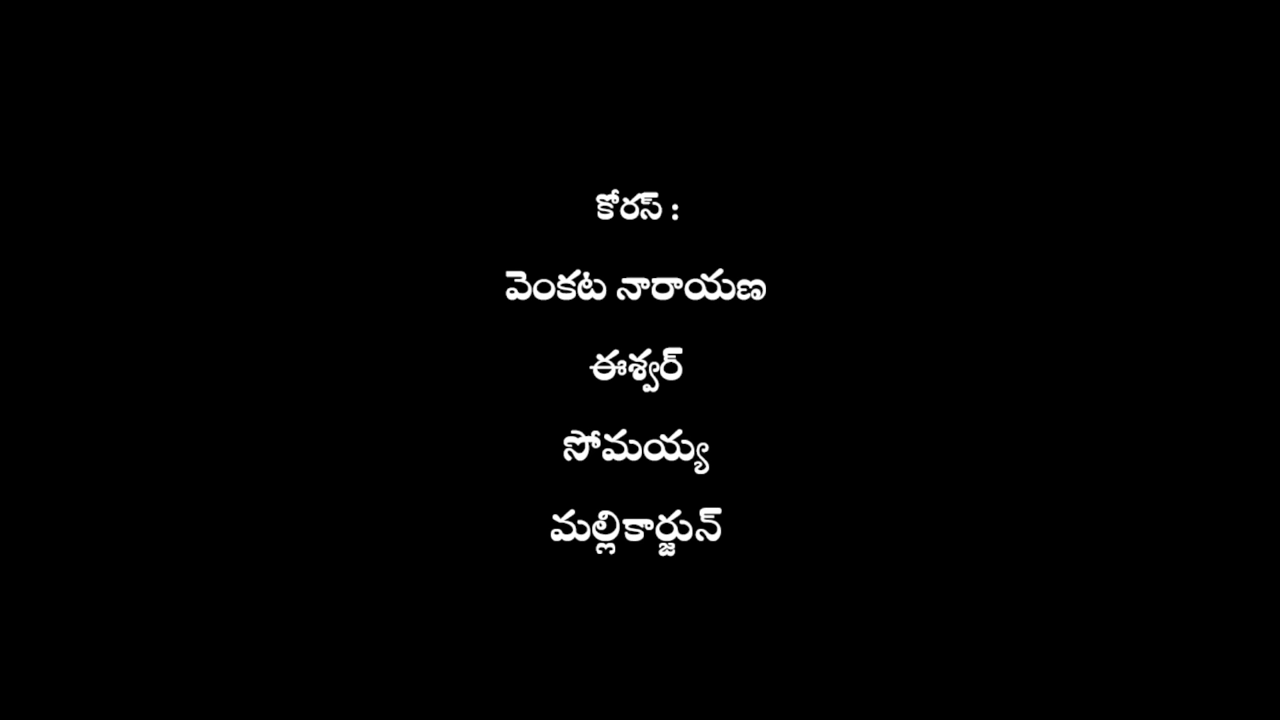 కోరస్ :
వెంకట నారాయణ
ఈశ్వర్
సోమయ్య
మల్లికార్జున్